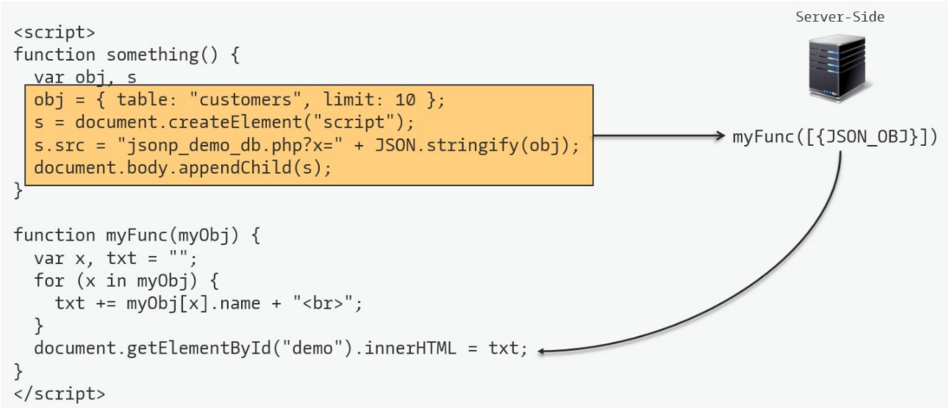 Server-Side
<script>
function something() {
  var obj, s
  obj = { table: "customers", limit: 10 };
  s = document.createElement("script");
  s.src = "jsonp_demo_db.php?x=" + JSON.stringify(obj);
  document.body.appendChild(s);
}
myFunc([{JSON_OBJ}])
function myFunc(myObj) {
  var x, txt = "";
  for (x in myObj) {
    txt += myObj[x].name + "<br>";
  }
  document.getElementById("demo").innerHTML = txt;
}
</script>